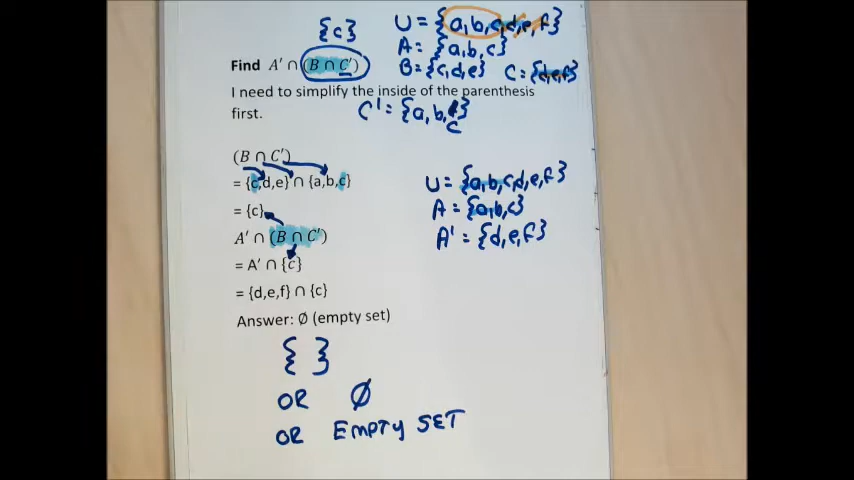 {c}
U = {a,b,c,d,e,f}
A = {a,b,c}
Find A′ ∩ (B ∩ C′)
B = {c,d,e} C = {d,e,f}
I need to simplify the inside of the parenthesis
first.
C' = {a,b, }
c
(B ∩ C′)
= {c,d,e} ∩ {a,b,c}
= {c}
A′ ∩ (B ∩ C′)
= A′ ∩ {c}
= {d,e,f} ∩ {c}
Answer: ∅ (empty set)
U = {a,b,c,d,e,f}
A = {a,b,c}
A' = {d,e,f}
{ }
OR ∅
OR EMPTY SET